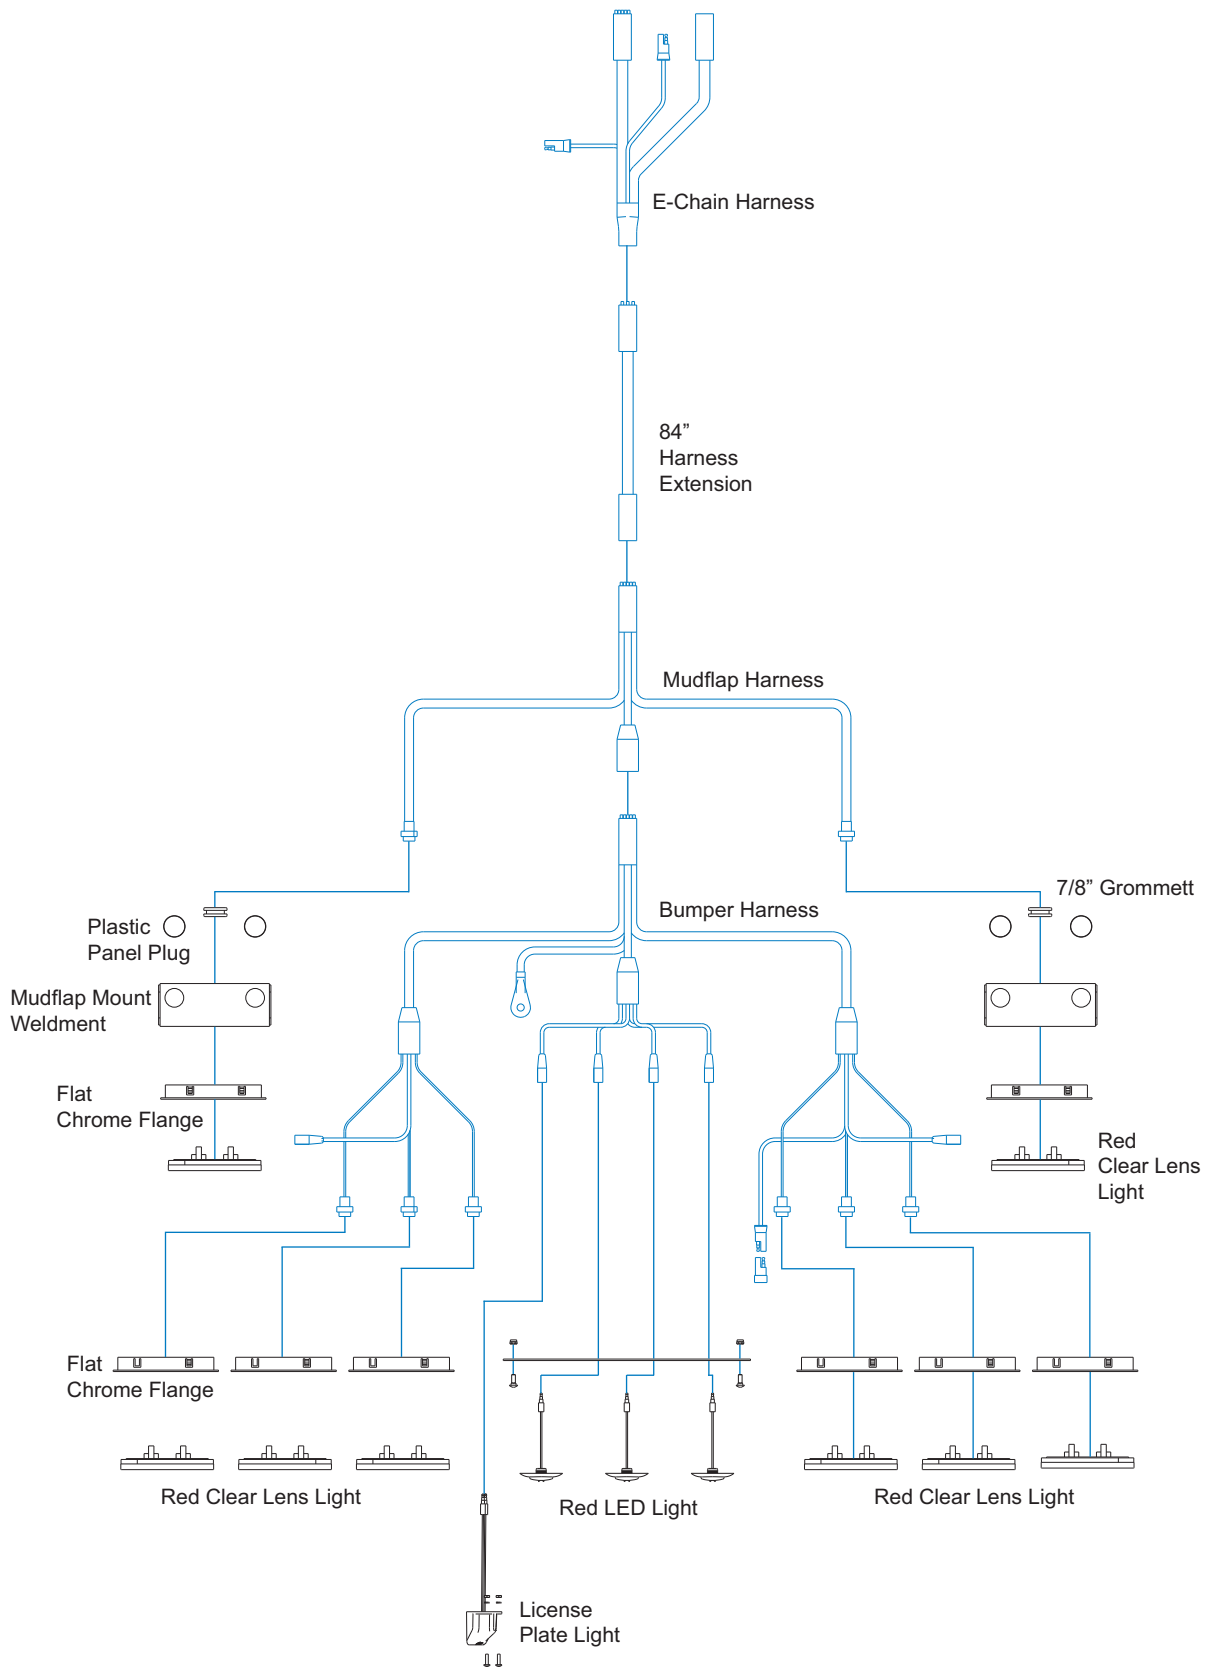 E-Chain Harness
84”
Harness
Extension
Mudflap Harness
7/8” Grommett
Plastic
Panel Plug
Bumper Harness
Mudflap Mount
Weldment
Flat
Chrome Flange
Red
Clear Lens
Light
Flat
Chrome Flange
Red Clear Lens Light
Red LED Light
Red Clear Lens Light
License
Plate Light